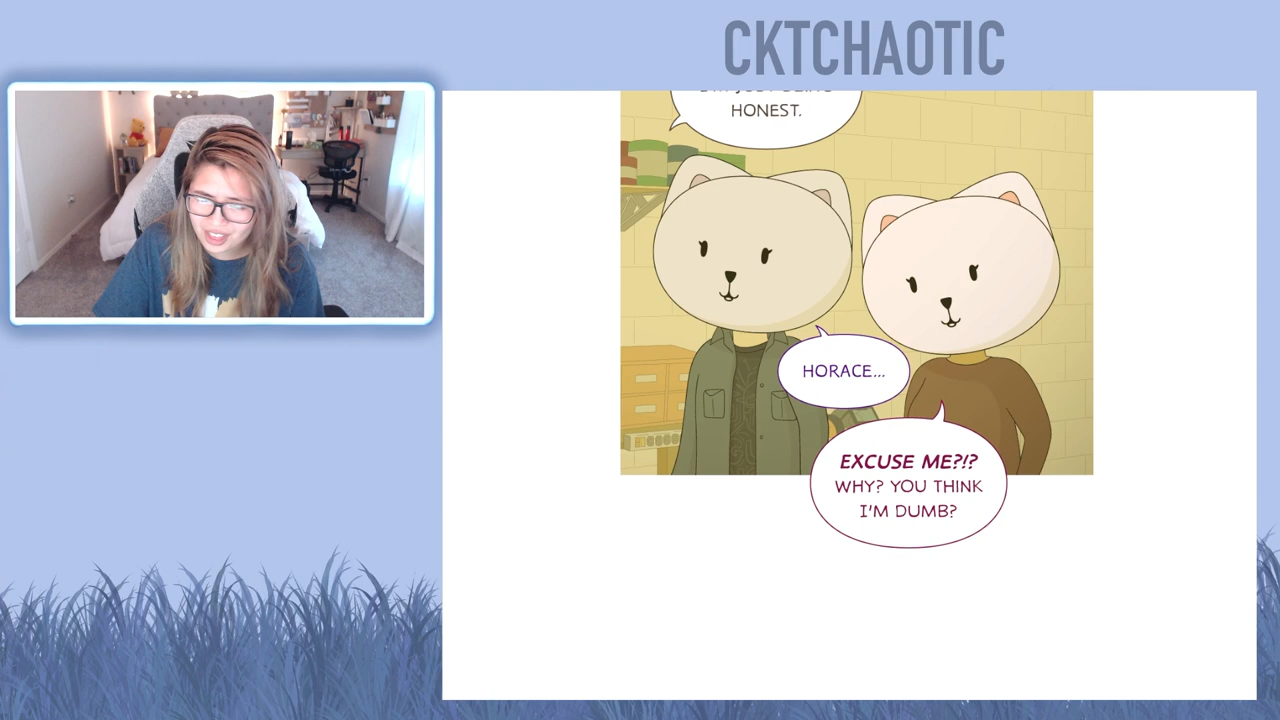 CKTCHAOTIC
HONEST.
HORACE...
EXCUSE ME?!?
WHY? YOU THINK
I'M DUMB?